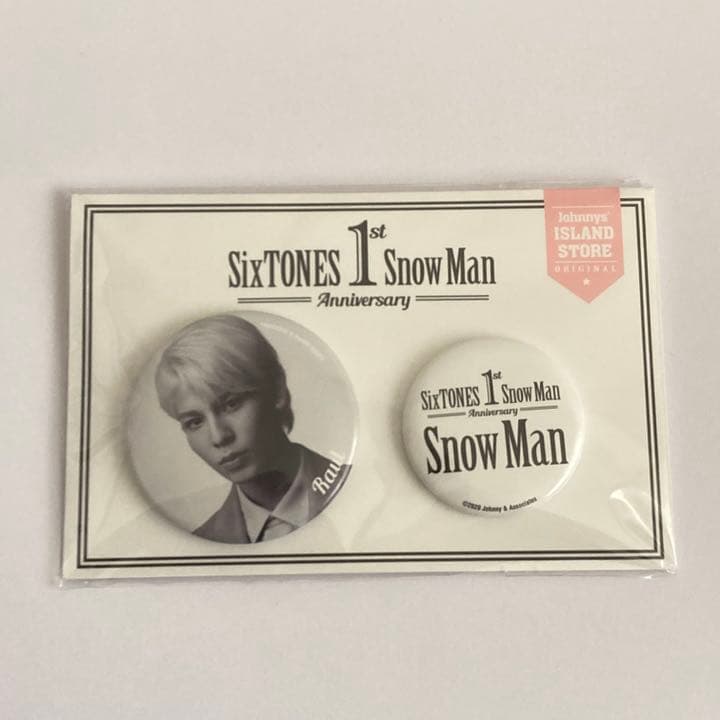 SixTONES 1st Snow Man
Anniversary
Johnnys'
ISLAND
STORE
ORIGINAL
Raul
SixTONES 1st Snow Man
Anniversary
Snow Man
©2020 Johnny & Associates